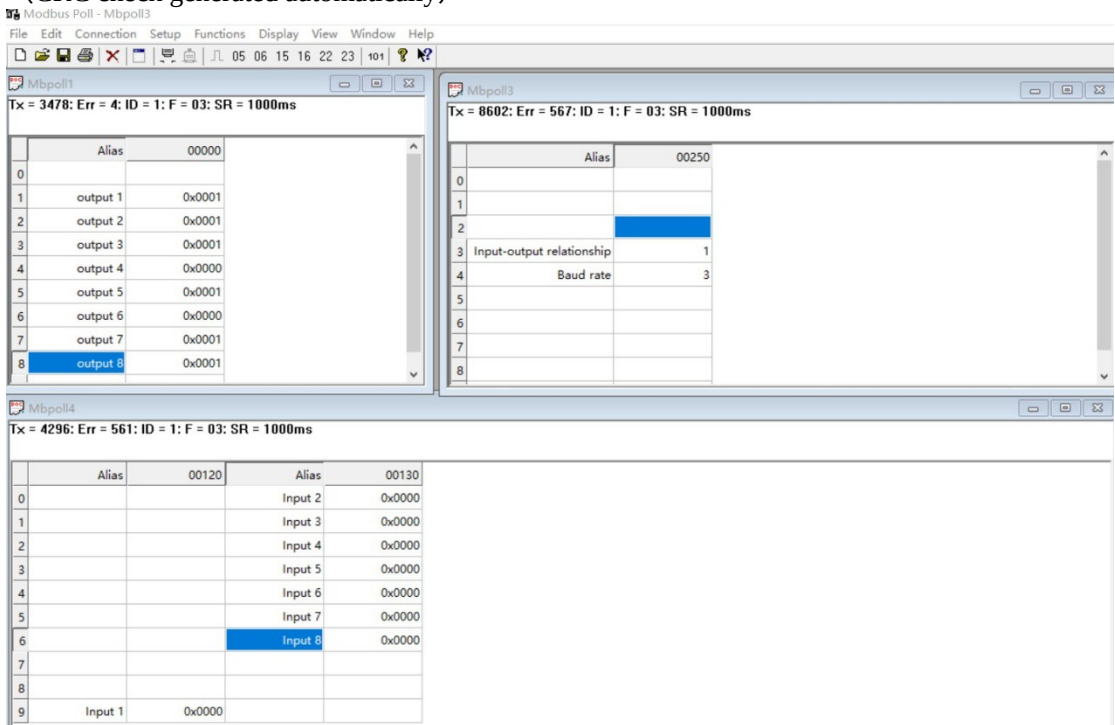 Modbus Poll - Mbpoll3
File Edit Connection Setup Functions Display View Window Help
05 06 15 16 22 23 101
Mbpoll1
Tx = 3478: Err = 4: ID = 1: F = 03: SR = 1000ms
Alias 00000
0
1 output 1 0x0001
2 output 2 0x0001
3 output 3 0x0001
4 output 4 0x0000
5 output 5 0x0001
6 output 6 0x0000
7 output 7 0x0001
8 output 8 0x0001
Mbpoll3
Tx = 8602: Err = 567: ID = 1: F = 03: SR = 1000ms
Alias 00250
0
1
2
3 Input-output relationship 1
4 Baud rate 3
5
6
7
8
Mbpoll4
Tx = 4296: Err = 561: ID = 1: F = 03: SR = 1000ms
Alias 00120 Alias 00130
0 Input 2 0x0000
1 Input 3 0x0000
2 Input 4 0x0000
3 Input 5 0x0000
4 Input 6 0x0000
5 Input 7 0x0000
6 Input 8 0x0000
7
8
9 Input 1 0x0000